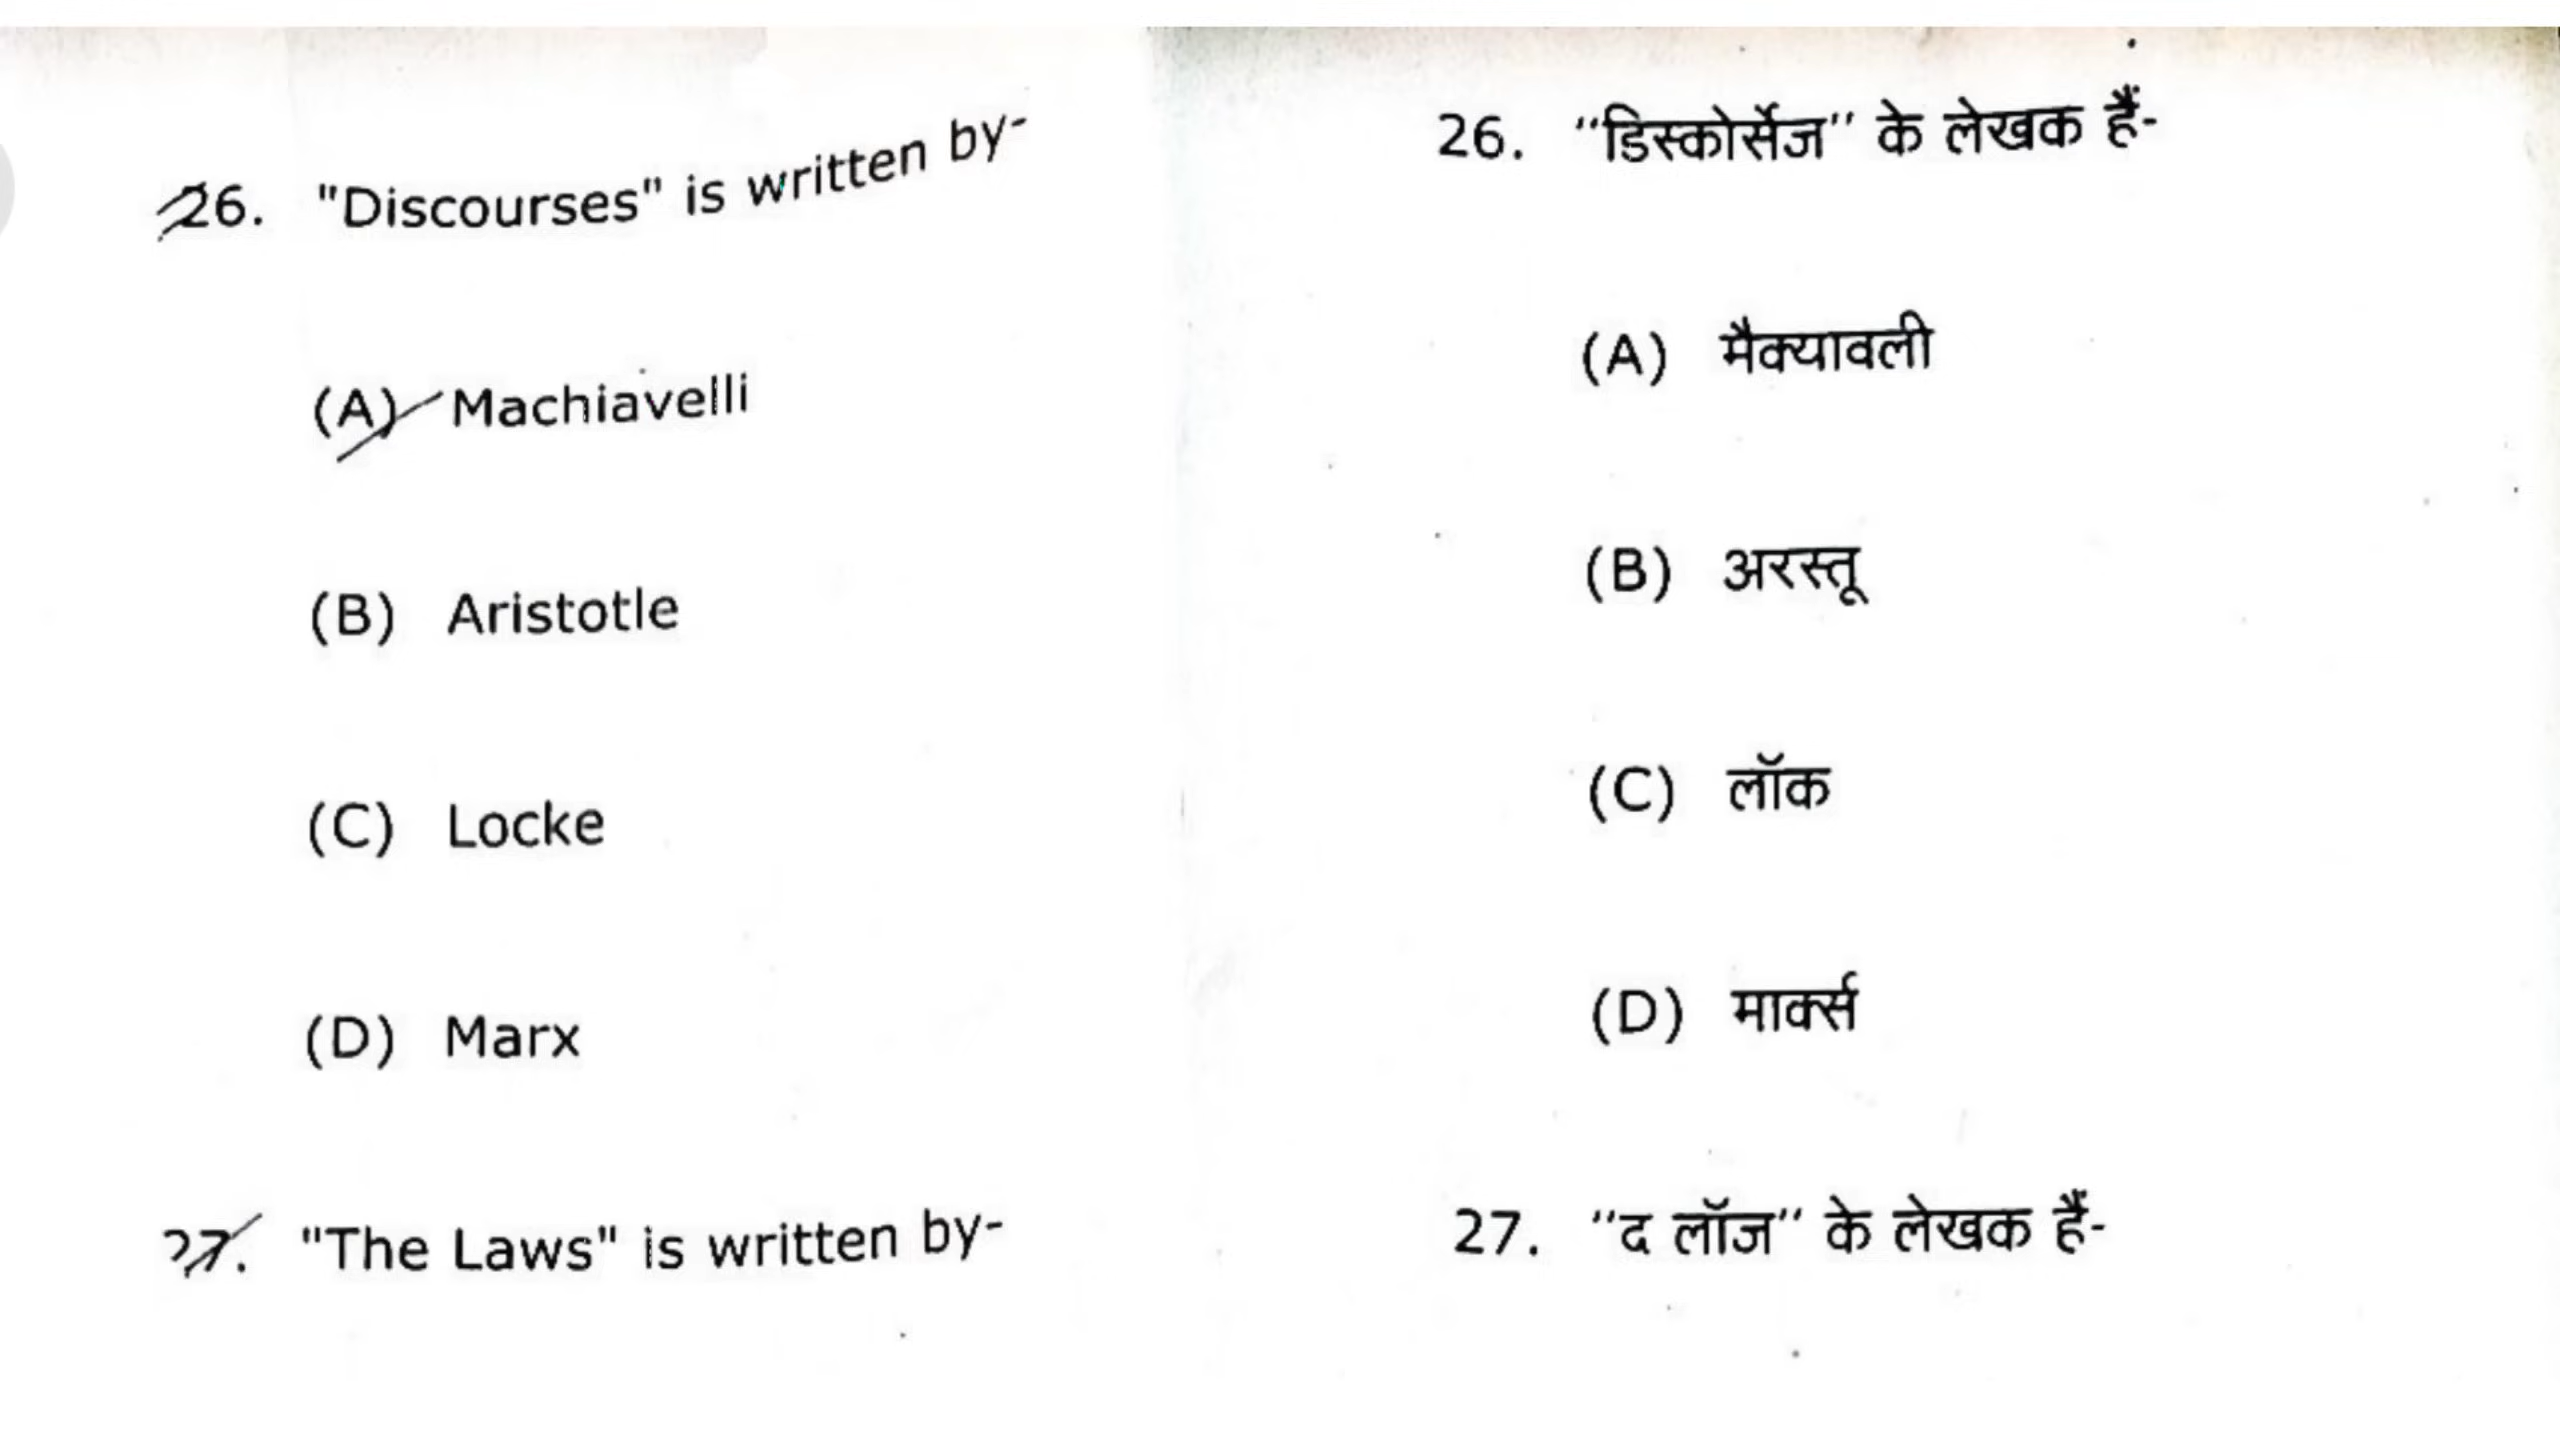 26. "Discourses" is written by-
(A) Machiavelli
(B) Aristotle
(C) Locke
(D) Marx
27. "The Laws" is written by-
26. “डिस्कोर्सेज” के लेखक हैं-
(A) मैक्यावली
(B) अरस्तू
(C) लॉक
(D) मार्क्स
27. “द लॉज” के लेखक हैं-